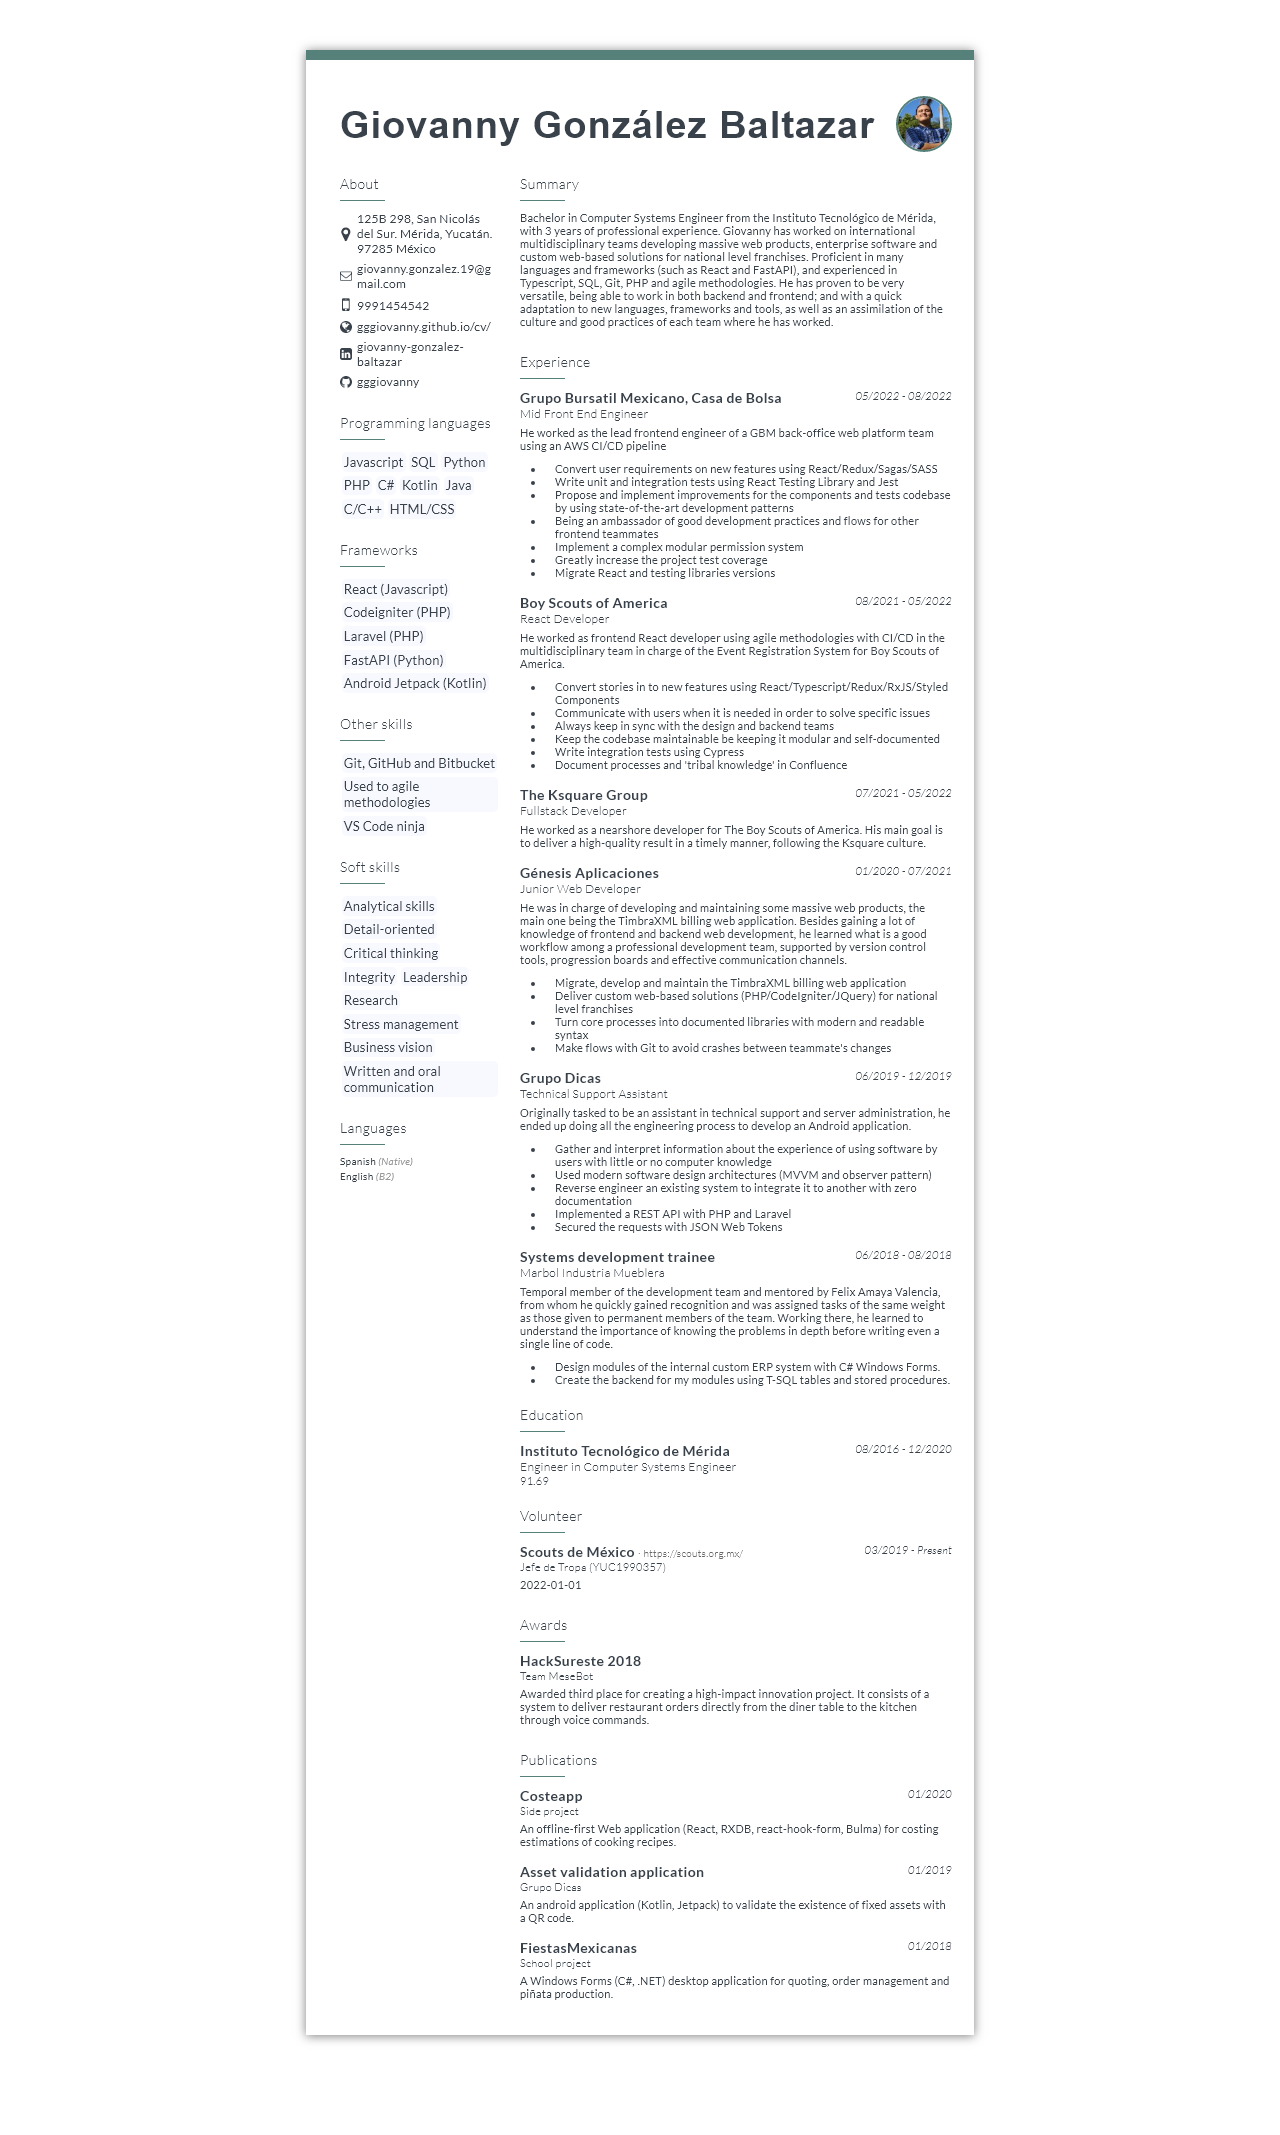 Giovanny González Baltazar
About
125B 298, San Nicolás
del Sur. Mérida, Yucatán.
97285 México
giovanny.gonzalez.19@g
mail.com
9991454542
gggiovanny.github.io/cv/
giovanny-gonzalez-
baltazar
gggiovanny
Programming languages
Javascript SQL Python
PHP C# Kotlin Java
C/C++ HTML/CSS
Frameworks
React (Javascript)
Codeigniter (PHP)
Laravel (PHP)
FastAPI (Python)
Android Jetpack (Kotlin)
Other skills
Git, GitHub and Bitbucket
Used to agile
methodologies
VS Code ninja
Soft skills
Analytical skills
Detail-oriented
Critical thinking
Integrity Leadership
Research
Stress management
Business vision
Written and oral
communication
Languages
Spanish (Native)
English (B2)
Summary
Bachelor in Computer Systems Engineer from the Instituto Tecnológico de Mérida,
with 3 years of professional experience. Giovanny has worked on international
multidisciplinary teams developing massive web products, enterprise software and
custom web-based solutions for national level franchises. Proficient in many
languages and frameworks (such as React and FastAPI), and experienced in
Typescript, SQL, Git, PHP and agile methodologies. He has proven to be very
versatile, being able to work in both backend and frontend; and with a quick
adaptation to new languages, frameworks and tools, as well as an assimilation of the
culture and good practices of each team where he has worked.
Experience
Grupo Bursatil Mexicano, Casa de Bolsa 05/2022 - 08/2022
Mid Front End Engineer
He worked as the lead frontend engineer of a GBM back-office web platform team
using an AWS CI/CD pipeline
• Convert user requirements on new features using React/Redux/Sagas/SASS
• Write unit and integration tests using React Testing Library and Jest
• Propose and implement improvements for the components and tests codebase
by using state-of-the-art development patterns
• Being an ambassador of good development practices and flows for other
frontend teammates
• Implement a complex modular permission system
• Greatly increase the project test coverage
• Migrate React and testing libraries versions
Boy Scouts of America 08/2021 - 05/2022
React Developer
He worked as frontend React developer using agile methodologies with CI/CD in the
multidisciplinary team in charge of the Event Registration System for Boy Scouts of
America.
• Convert stories in to new features using React/Typescript/Redux/RxJS/Styled
Components
• Communicate with users when it is needed in order to solve specific issues
• Always keep in sync with the design and backend teams
• Keep the codebase maintainable be keeping it modular and self-documented
• Write integration tests using Cypress
• Document processes and 'tribal knowledge' in Confluence
The Ksquare Group 07/2021 - 05/2022
Fullstack Developer
He worked as a nearshore developer for The Boy Scouts of America. His main goal is
to deliver a high-quality result in a timely manner, following the Ksquare culture.
Génesis Aplicaciones 01/2020 - 07/2021
Junior Web Developer
He was in charge of developing and maintaining some massive web products, the
main one being the TimbraXML billing web application. Besides gaining a lot of
knowledge of frontend and backend web development, he learned what is a good
workflow among a professional development team, supported by version control
tools, progression boards and effective communication channels.
• Migrate, develop and maintain the TimbraXML billing web application
• Deliver custom web-based solutions (PHP/CodeIgniter/JQuery) for national
level franchises
• Turn core processes into documented libraries with modern and readable
syntax
• Make flows with Git to avoid crashes between teammate's changes
Grupo Dicas 06/2019 - 12/2019
Technical Support Assistant
Originally tasked to be an assistant in technical support and server administration, he
ended up doing all the engineering process to develop an Android application.
• Gather and interpret information about the experience of using software by
users with little or no computer knowledge
• Used modern software design architectures (MVVM and observer pattern)
• Reverse engineer an existing system to integrate it to another with zero
documentation
• Implemented a REST API with PHP and Laravel
• Secured the requests with JSON Web Tokens
Systems development trainee 06/2018 - 08/2018
Marbol Industria Mueblera
Temporal member of the development team and mentored by Felix Amaya Valencia,
from whom he quickly gained recognition and was assigned tasks of the same weight
as those given to permanent members of the team. Working there, he learned to
understand the importance of knowing the problems in depth before writing even a
single line of code.
• Design modules of the internal custom ERP system with C# Windows Forms.
• Create the backend for my modules using T-SQL tables and stored procedures.
Education
Instituto Tecnológico de Mérida 08/2016 - 12/2020
Engineer in Computer Systems Engineer
91.69
Volunteer
Scouts de México · https://scouts.org.mx/ 03/2019 - Present
Jefe de Tropa (YUC1990357)
2022-01-01
Awards
HackSureste 2018
Team MeseBot
Awarded third place for creating a high-impact innovation project. It consists of a
system to deliver restaurant orders directly from the diner table to the kitchen
through voice commands.
Publications
Costeapp 01/2020
Side project
An offline-first Web application (React, RXDB, react-hook-form, Bulma) for costing
estimations of cooking recipes.
Asset validation application 01/2019
Grupo Dicas
An android application (Kotlin, Jetpack) to validate the existence of fixed assets with
a QR code.
FiestasMexicanas 01/2018
School project
A Windows Forms (C#, .NET) desktop application for quoting, order management and
piñata production.